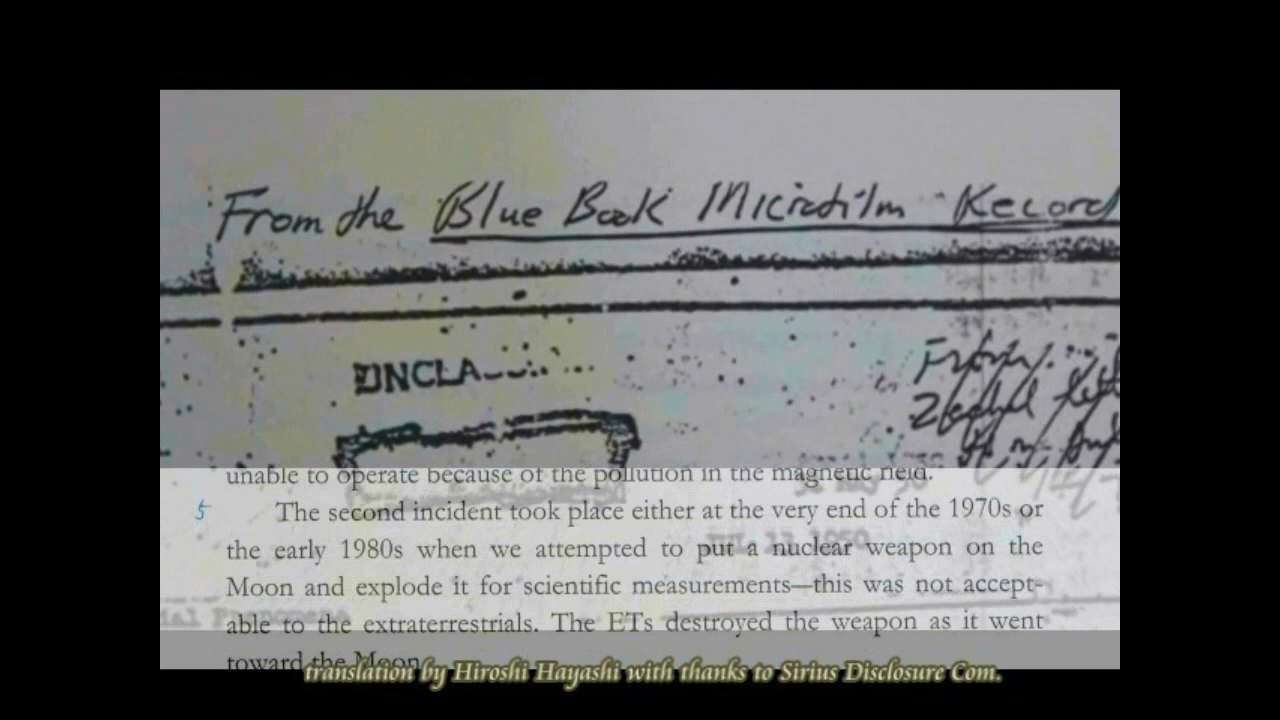 From the Blue Book Microfilm Record
UNCLA
unable to operate because of the pollution in the magnetic field.
5
The second incident took place either at the very end of the 1970s or
the early 1980s when we attempted to put a nuclear weapon on the
Moon and explode it for scientific measurements—this was not accept-
able to the extraterrestrials. The ETs destroyed the weapon as it went
toward the Moon
translation by Hiroshi Hayashi with thanks to Sirius Disclosure Com.